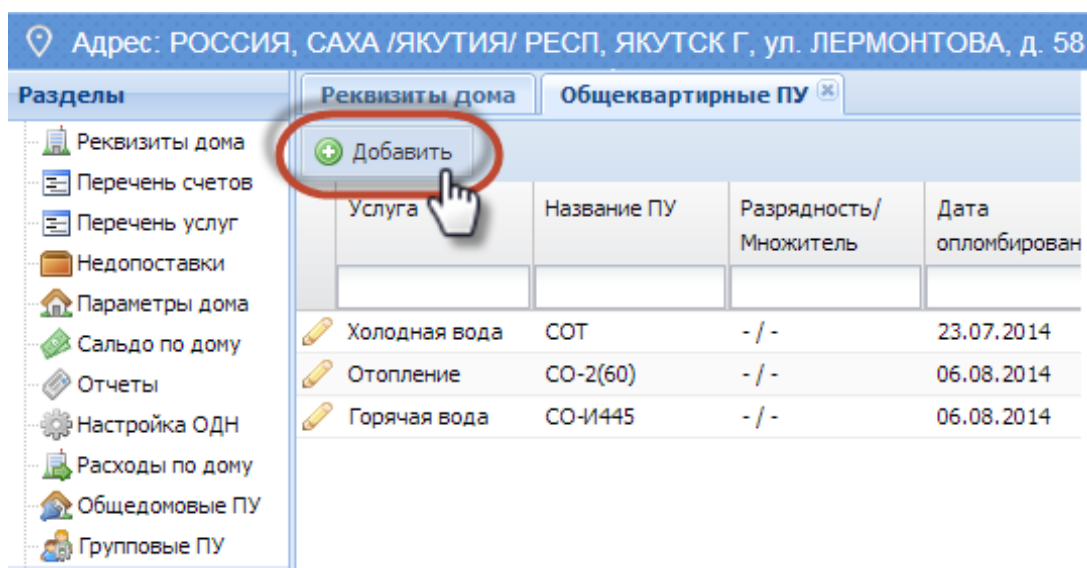 Адрес: РОССИЯ, САХА /ЯКУТИЯ/ РЕСП, ЯКУТСК Г, ул. ЛЕРМОНТОВА, д. 58
Разделы
Реквизиты дома
Перечень счетов
Перечень услуг
Недопоставки
Параметры дома
Сальдо по дому
Отчеты
Настройка ОДН
Расходы по дому
Общедомовые ПУ
Групповые ПУ
Реквизиты дома Общеквартирные ПУ
Добавить
Услуга Название ПУ Разрядность/ Дата
Множитель опломбирован
Холодная вода СОТ - / - 23.07.2014
Отопление СО-2(60) - / - 06.08.2014
Горячая вода СО-И445 - / - 06.08.2014